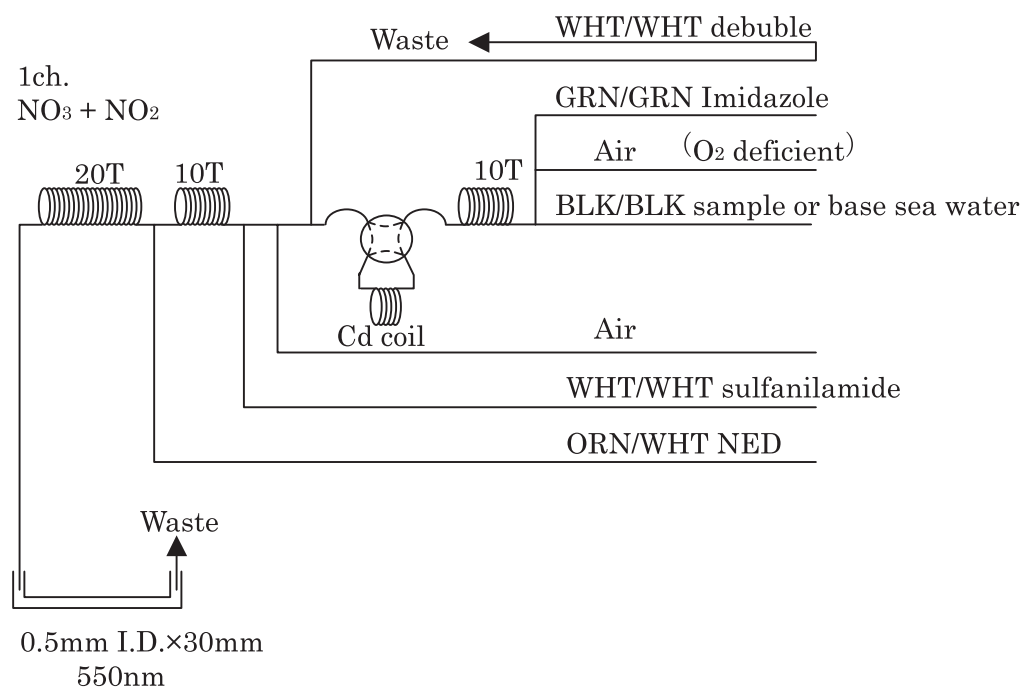 WHT/WHT debuble
Waste
1ch.
NO3 + NO2
GRN/GRN Imidazole
Air (O2 deficient)
20T
10T
10T
BLK/BLK sample or base sea water
Cd coil
Air
WHT/WHT sulfanilamide
ORN/WHT NED
Waste
0.5mm I.D.×30mm
550nm